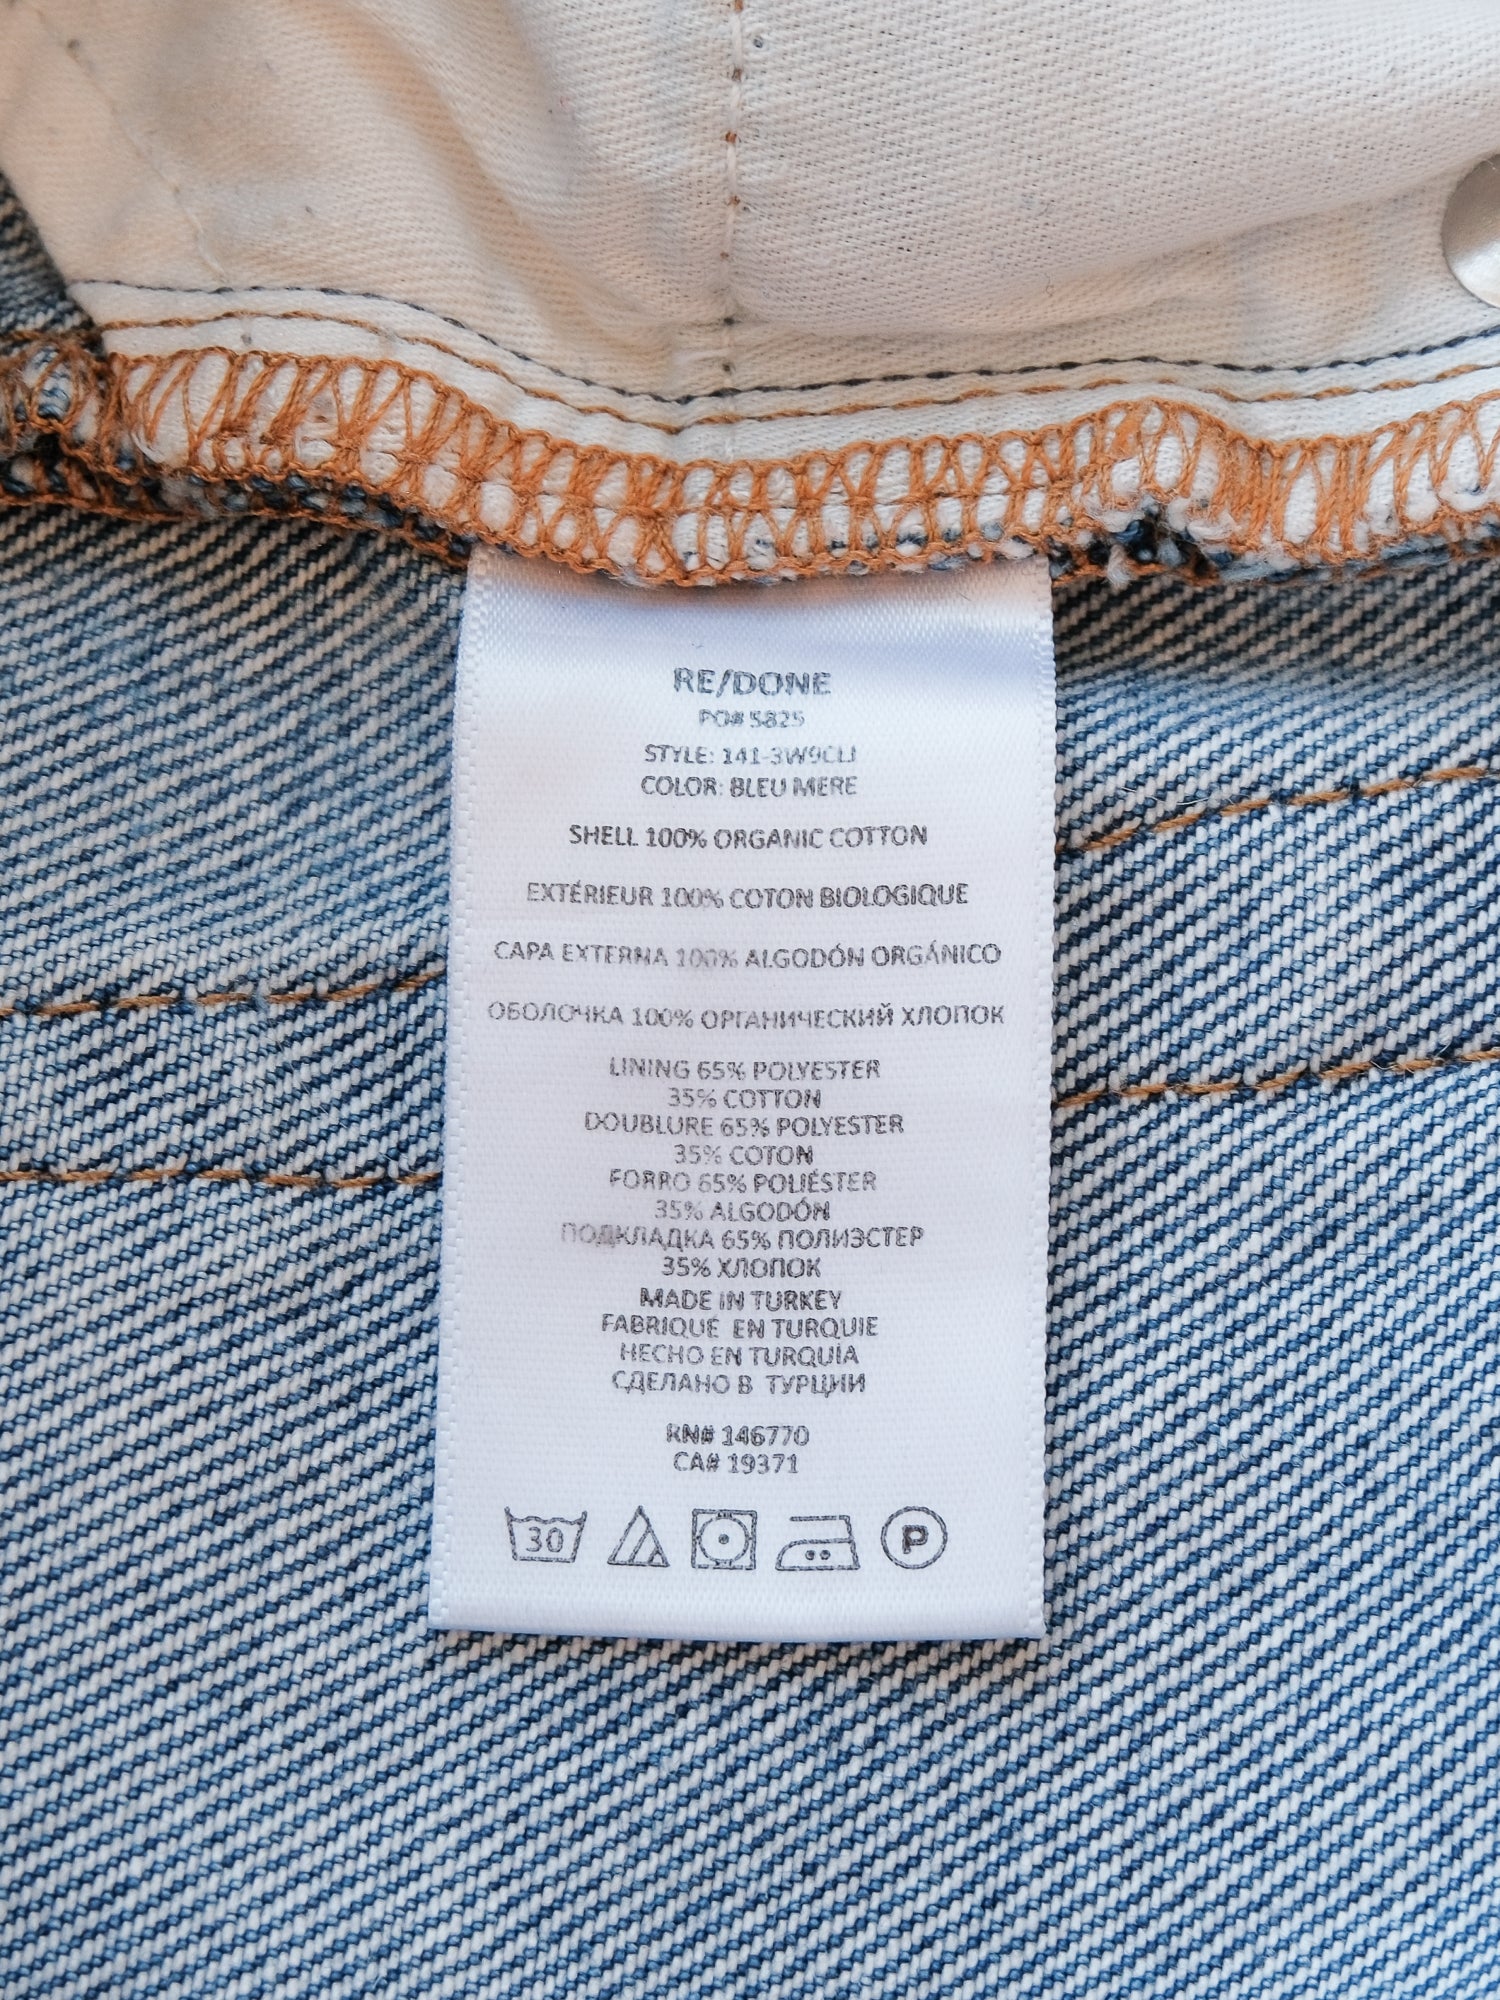 RE/DONE
PO# 5825
STYLE: 141-3W9CLJ
COLOR: BLEU MERE
SHELL 100% ORGANIC COTTON
EXTÉRIEUR 100% COTON BIOLOGIQUE
CAPA EXTERNA 100% ALGODÓN ORGÁNICO
ОБОЛОЧКА 100% ОРГАНИЧЕСКИЙ ХЛОПОК
LINING 65% POLYESTER
35% COTTON
DOUBLURE 65% POLYESTER
35% COTON
FORRO 65% POLIÉSTER
35% ALGODÓN
ПОДКЛАДКА 65% ПОЛИЭСТЕР
35% ХЛОПОК
MADE IN TURKEY
FABRIQUÉ EN TURQUIE
HECHO EN TURQUÍA
СДЕЛАНО В ТУРЦИИ
RN# 146770
CA# 19371
30 P